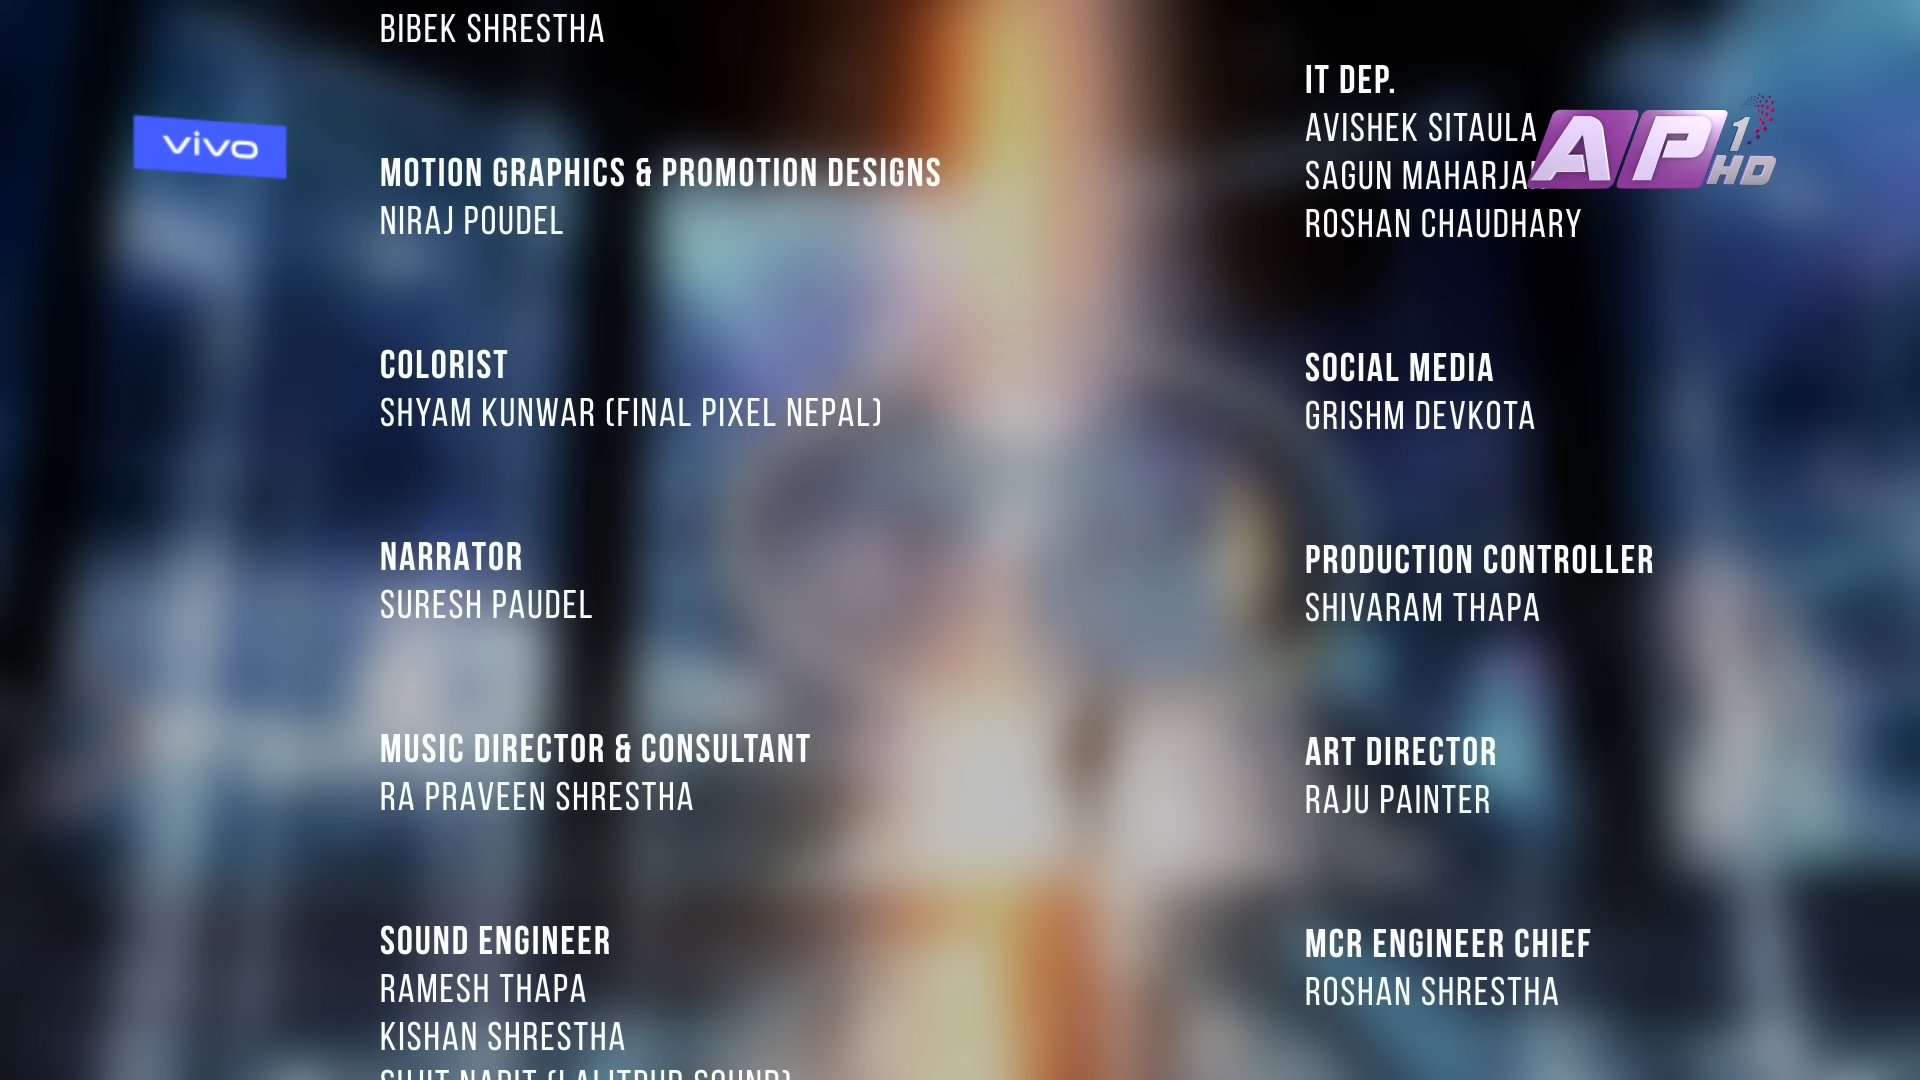 BIBEK SHRESTHA
vivo
MOTION GRAPHICS & PROMOTION DESIGNS
NIRAJ POUDEL
COLORIST
SHYAM KUNWAR (FINAL PIXEL NEPAL)
NARRATOR
SURESH PAUDEL
MUSIC DIRECTOR & CONSULTANT
RA PRAVEEN SHRESTHA
SOUND ENGINEER
RAMESH THAPA
KISHAN SHRESTHA
IT DEP.
AVISHEK SITAULA
SAGUN MAHARJAN
ROSHAN CHAUDHARY
AP1 HD
SOCIAL MEDIA
GRISHM DEVKOTA
PRODUCTION CONTROLLER
SHIVARAM THAPA
ART DIRECTOR
RAJU PAINTER
MCR ENGINEER CHIEF
ROSHAN SHRESTHA